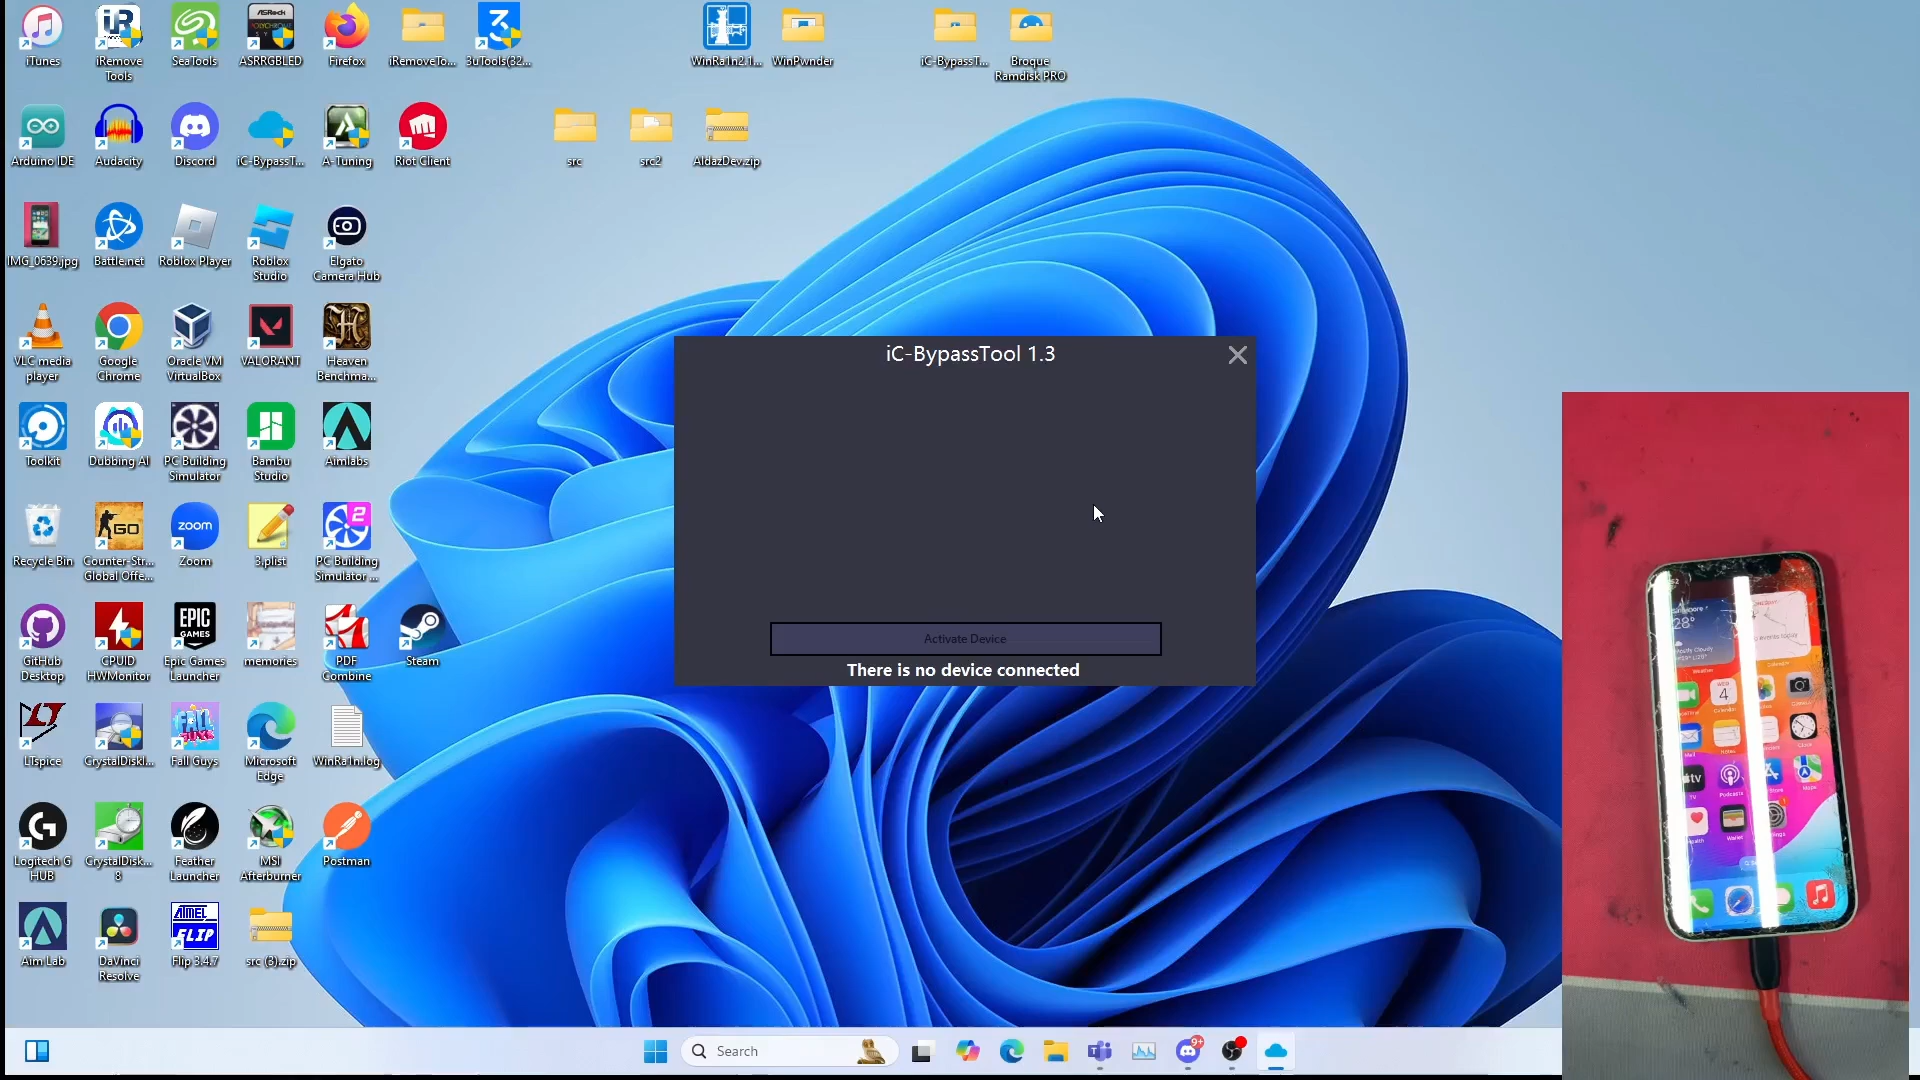 iTunes
iRemove
Tools
SeaTools
ASRRGBLED
Firefox
iRemoveTo...
3uTools(32...
WinRa1n2.1...
WinPwnder
iC-BypassT...
Broque
Ramdisk PRO
Arduino IDE
Audacity
Discord
iC-BypassT...
A-Tuning
Riot Client
src
src2
AldazDev.zip
IMG_0639.jpg
Battle.net
Roblox Player
Roblox
Studio
Elgato
Camera Hub
VLC media
player
Google
Chrome
Oracle VM
VirtualBox
VALORANT
Heaven
Benchma...
iC-BypassTool 1.3
Toolkit
Dubbing AI
PC Building
Simulator
Bambu
Studio
Aimlabs
Recycle Bin
Counter-Str...
Global Offe...
Zoom
3.plist
PC Building
Simulator ...
GitHub
Desktop
CPUID
HWMonitor
Epic Games
Launcher
memories
PDF
Combine
Steam
Activate Device
There is no device connected
LTspice
CrystalDiskI...
Fall Guys
Microsoft
Edge
WinRa1n.log
Logitech G
HUB
CrystalDisk...
8
Feather
Launcher
MSI
Afterburner
Postman
Aim Lab
DaVinci
Resolve
Flip 3.4.7
src (3).zip
Search
9+